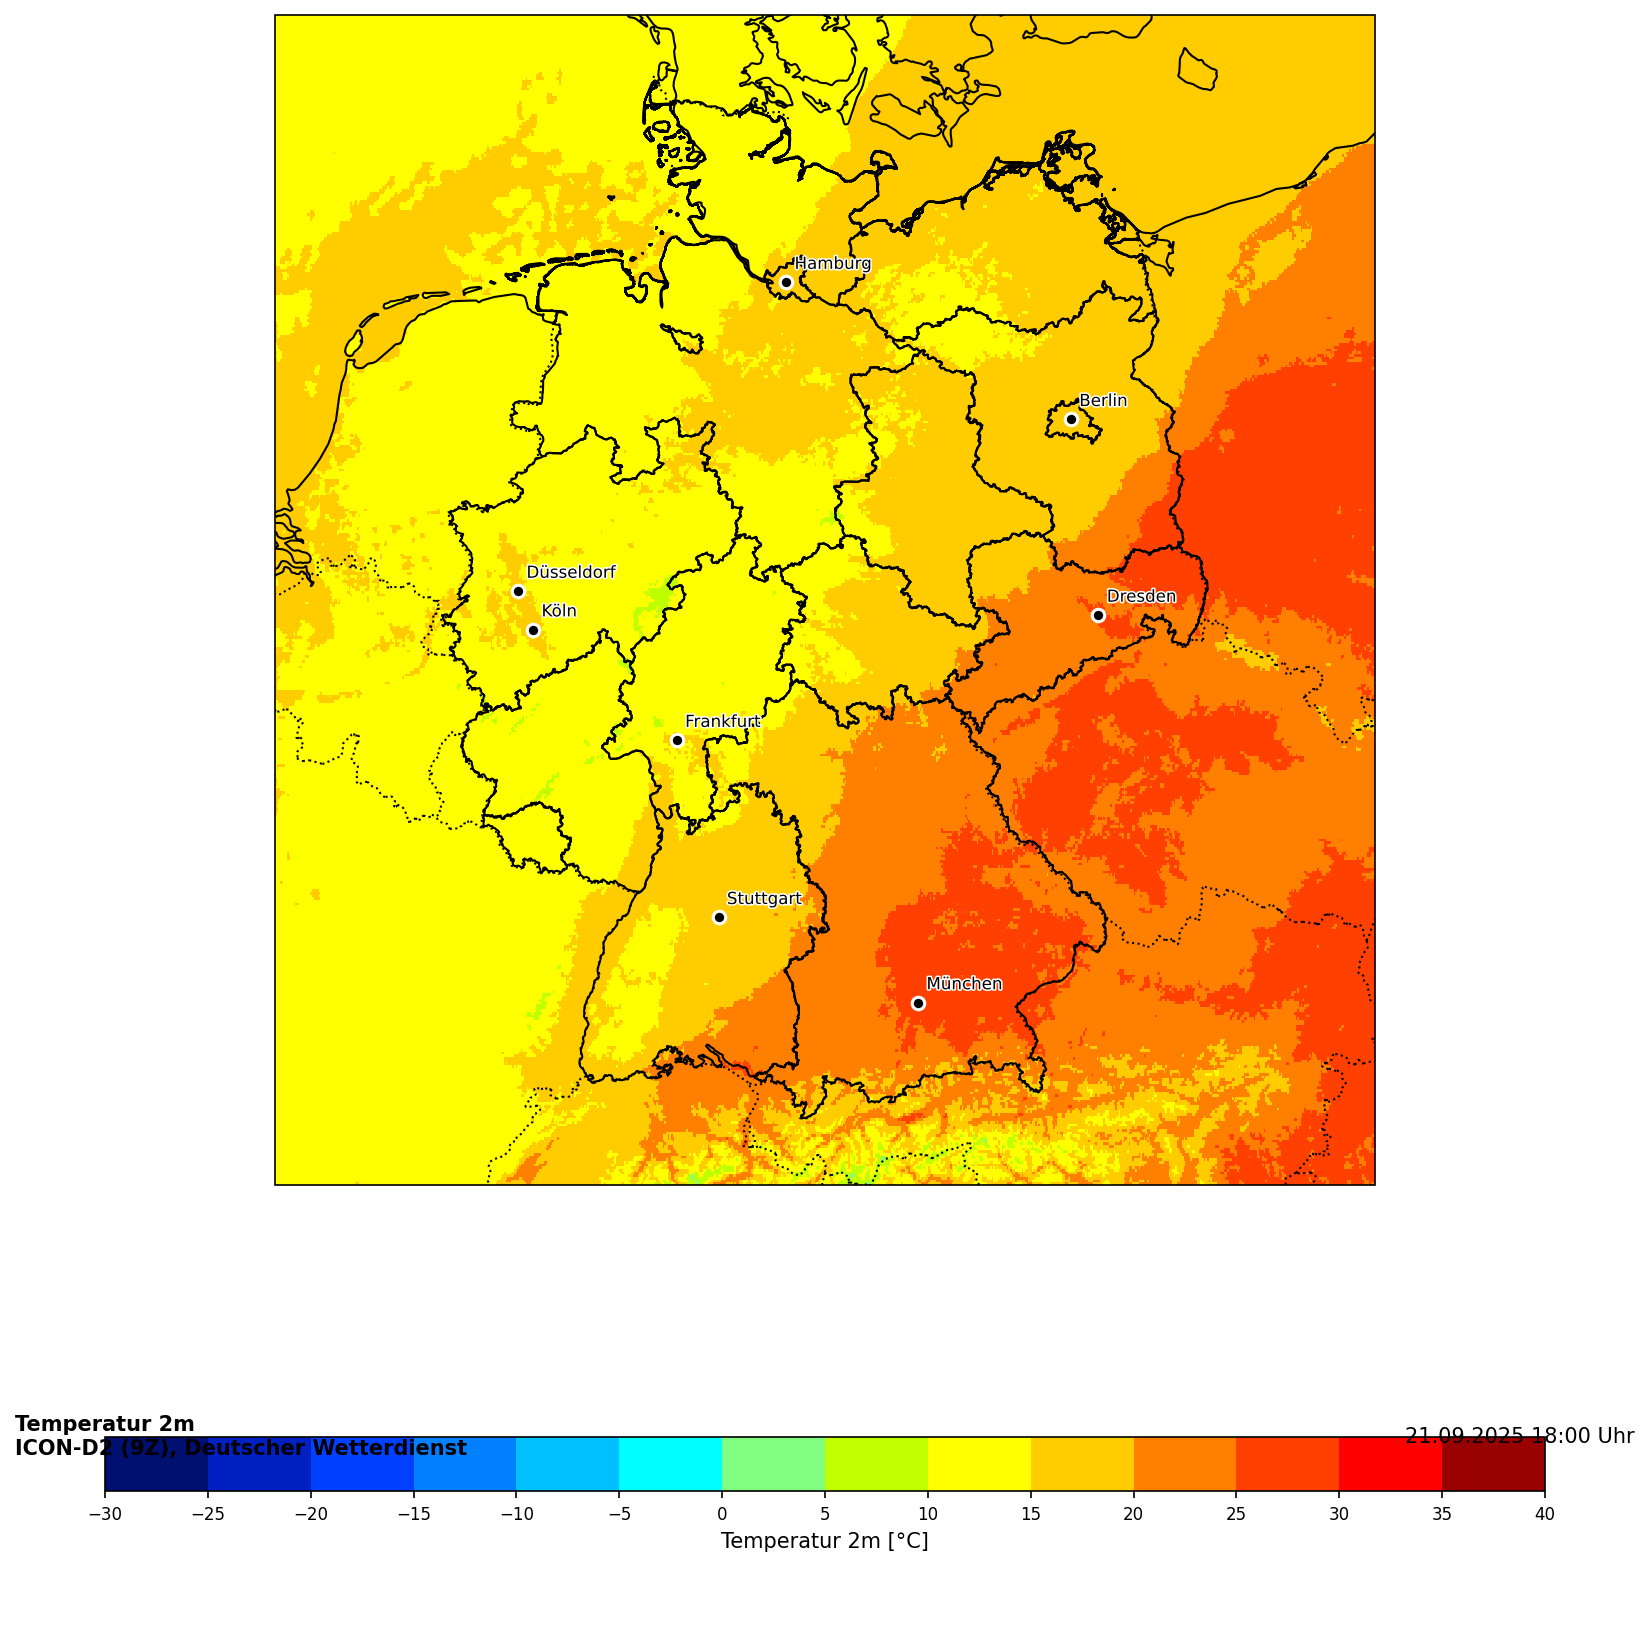 Hamburg
Berlin
Düsseldorf
Dresden
Köln
Frankfurt
Stuttgart
München
Temperatur 2m
ICON-D2 (9Z), Deutscher Wetterdienst
21.09.2025 18:00 Uhr
−30 −25 −20 −15 −10 −5 0 5 10 15 20 25 30 35 40
Temperatur 2m [°C]